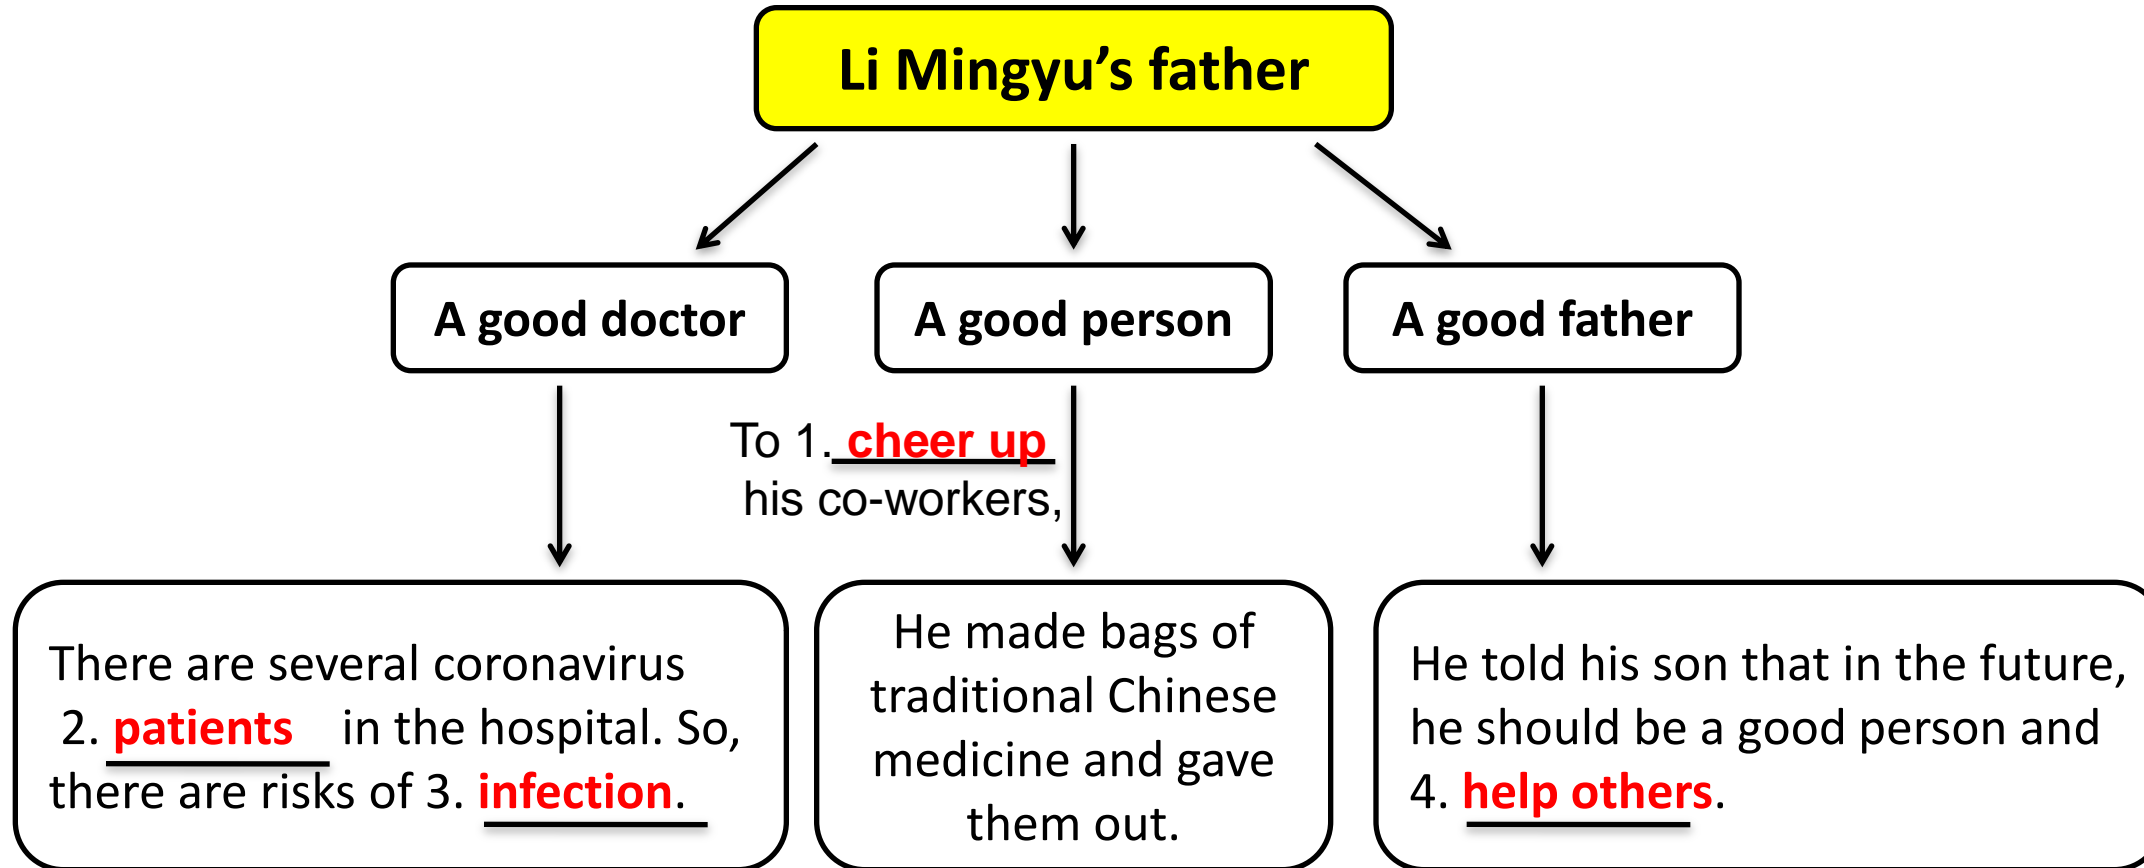 Li Mingyu’s father
A good doctor
A good person
A good father
To 1. cheer up
his co-workers,
There are several coronavirus
2. patients in the hospital. So,
there are risks of 3. infection.
He made bags of
traditional Chinese
medicine and gave
them out.
He told his son that in the future,
he should be a good person and
4. help others.